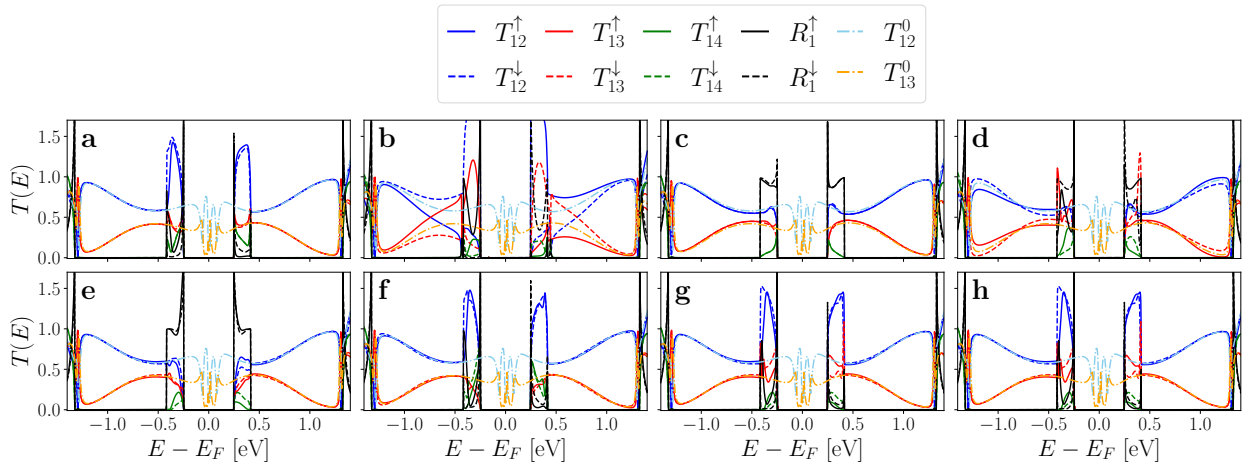 T↑12 T↑13 T↑14 R↑1 T012
T↓12 T↓13 T↓14 R↓1 T013
a b c d
1.5
1.0
0.5
0.0
T(E)
e f g h
1.5
1.0
0.5
0.0
T(E)
−1.0 −0.5 0.0 0.5 1.0 −1.0 −0.5 0.0 0.5 1.0 −1.0 −0.5 0.0 0.5 1.0 −1.0 −0.5 0.0 0.5 1.0
E − EF [eV] E − EF [eV] E − EF [eV] E − EF [eV]